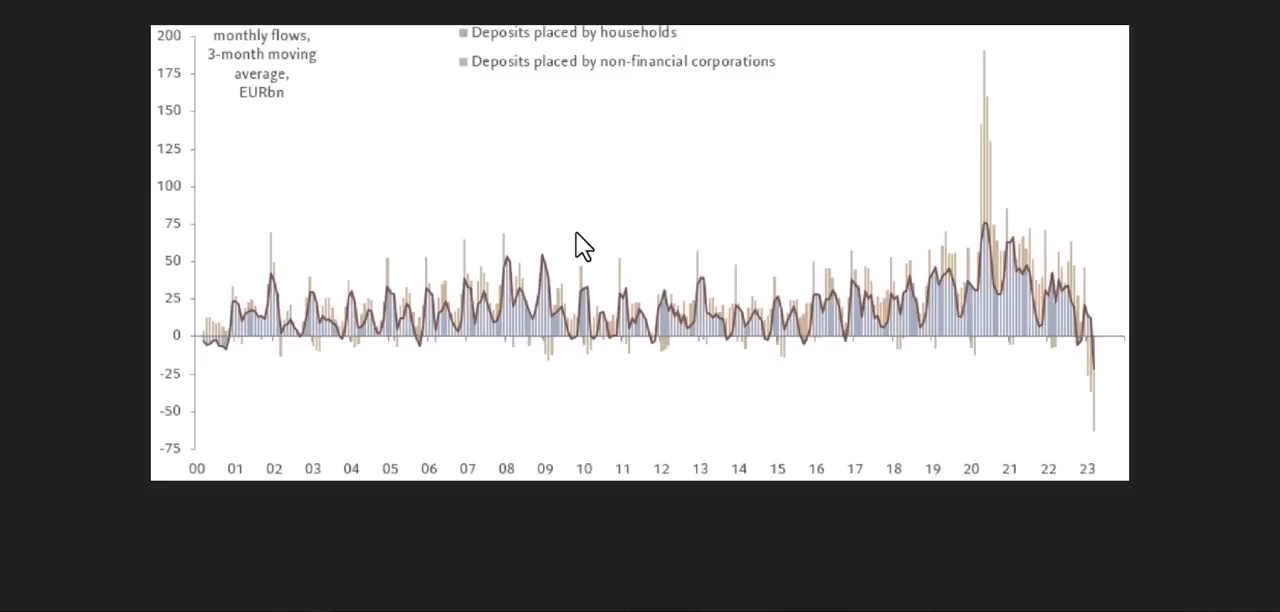 monthly flows,
3-month moving
average,
EURbn
Deposits placed by households
Deposits placed by non-financial corporations
200
175
150
125
100
75
50
25
0
-25
-50
-75
00 01 02 03 04 05 06 07 08 09 10 11 12 13 14 15 16 17 18 19 20 21 22 23